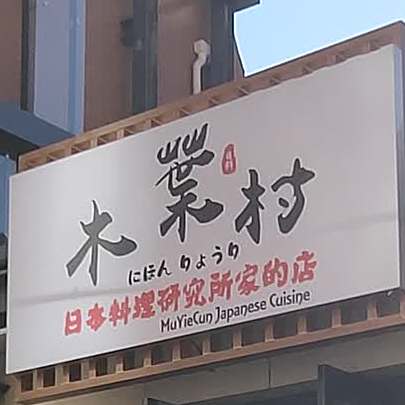 木葉村
にほん りょうり
日本料理研究所家的店
MuYieCun Japanese Cuisine